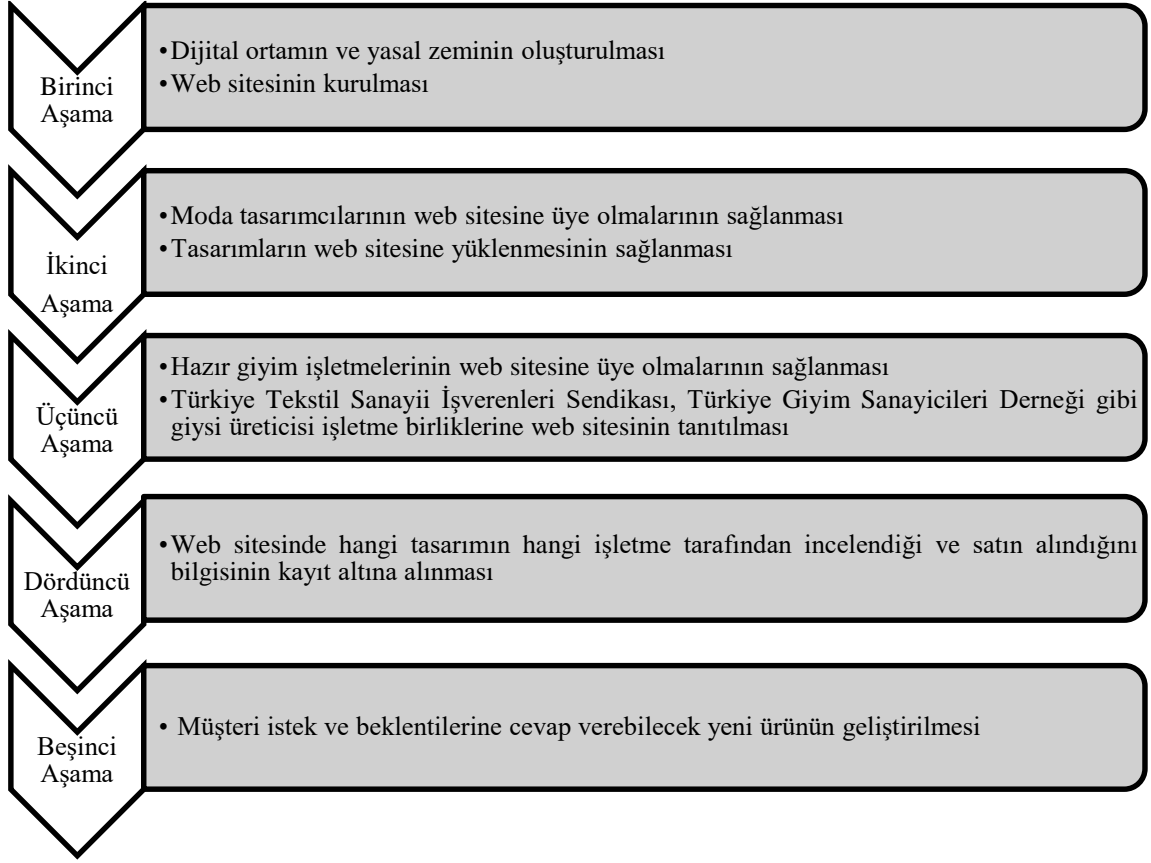 Birinci
Aşama
•Dijital ortamın ve yasal zeminin oluşturulması
•Web sitesinin kurulması
İkinci
Aşama
•Moda tasarımcılarının web sitesine üye olmalarının sağlanması
•Tasarımların web sitesine yüklenmesinin sağlanması
Üçüncü
Aşama
•Hazır giyim işletmelerinin web sitesine üye olmalarının sağlanması
•Türkiye Tekstil Sanayii İşverenleri Sendikası, Türkiye Giyim Sanayicileri Derneği gibi
giysi üreticisi işletme birliklerine web sitesinin tanıtılması
Dördüncü
Aşama
•Web sitesinde hangi tasarımın hangi işletme tarafından incelendiği ve satın alındığını
bilgisinin kayıt altına alınması
Beşinci
Aşama
• Müşteri istek ve beklentilerine cevap verebilecek yeni ürünün geliştirilmesi